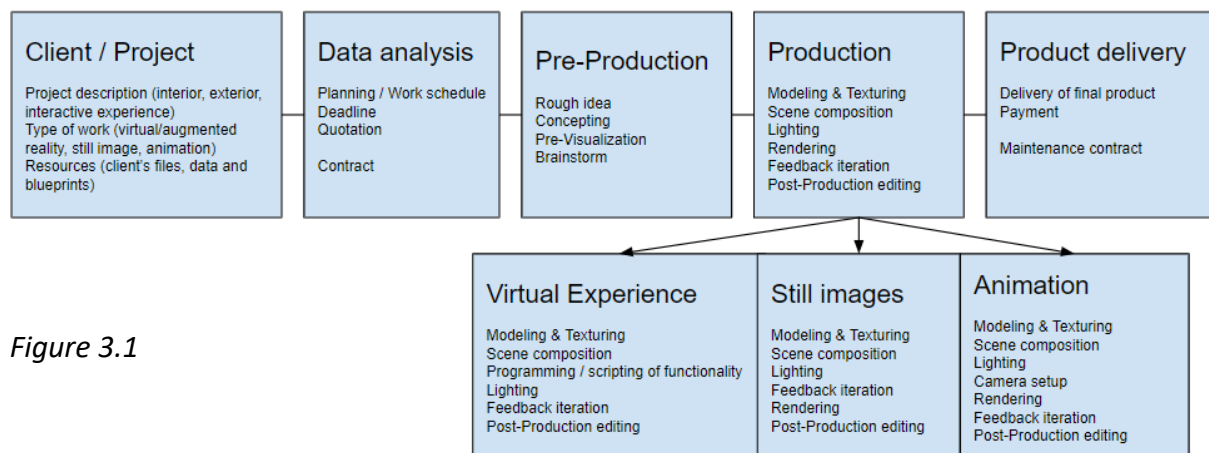 Client / Project
Project description (interior, exterior,
interactive experience)
Type of work (virtual/augmented
reality, still image, animation)
Resources (client's files, data and
blueprints)
Data analysis
Planning / Work schedule
Deadline
Quotation
Contract
Pre-Production
Rough idea
Concepting
Pre-Visualization
Brainstorm
Production
Modeling & Texturing
Scene composition
Lighting
Rendering
Feedback iteration
Post-Production editing
Product delivery
Delivery of final product
Payment
Maintenance contract
Virtual Experience
Modeling & Texturing
Scene composition
Programming / scripting of functionality
Lighting
Feedback iteration
Post-Production editing
Still images
Modeling & Texturing
Scene composition
Lighting
Feedback iteration
Rendering
Post-Production editing
Animation
Modeling & Texturing
Scene composition
Lighting
Camera setup
Rendering
Feedback iteration
Post-Production editing
Figure 3.1